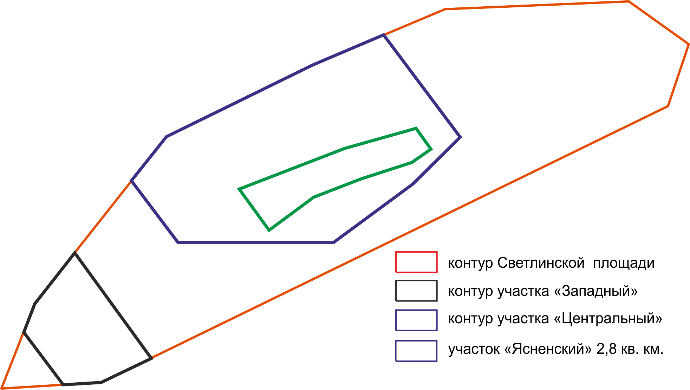 контур Светлинской площади
контур участка «Западный»
контур участка «Центральный»
участок «Ясненский» 2,8 кв. км.